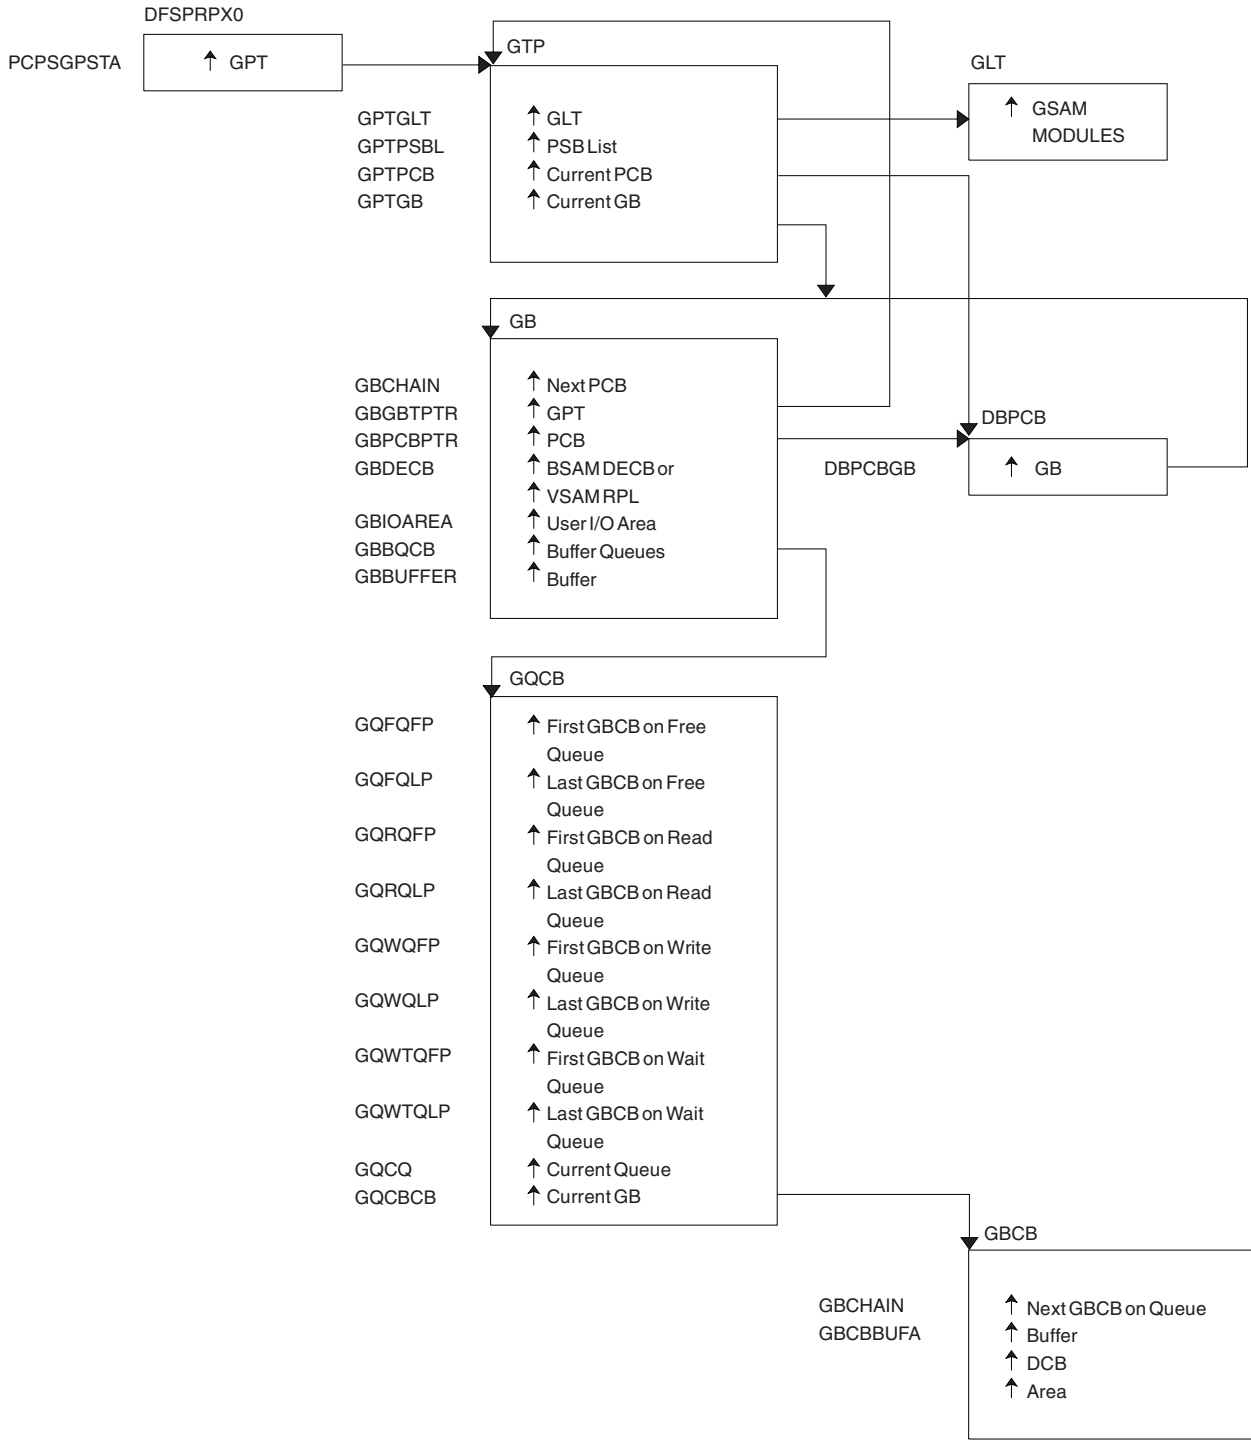 DFSPRPX0
PCPSGPSTA
GPT
GTP
GPTGLT
GLT
GPTPSBL
PSB List
GPTPCB
Current PCB
GPTGB
Current GB
GLT
GSAM
MODULES
GB
GBCHAIN
Next PCB
GBGBTPTR
GPT
GBPCBPTR
PCB
GBDECB
BSAM DECB or
VSAM RPL
GBIOAREA
User I/O Area
GBBQCB
Buffer Queues
GBBUFFER
Buffer
DBPCB
DBPCBGB
GB
GQCB
GQFQFP
First GBCB on Free
Queue
GQFQLP
Last GBCB on Free
Queue
GQRQFP
First GBCB on Read
Queue
GQRQLP
Last GBCB on Read
Queue
GQWQFP
First GBCB on Write
Queue
GQWQLP
Last GBCB on Write
Queue
GQWTQFP
First GBCB on Wait
Queue
GQWTQLP
Last GBCB on Wait
Queue
GQCQ
Current Queue
GQCBCB
Current GB
GBCB
GBCHAIN
Next GBCB on Queue
GBCBBUFA
Buffer
DCB
Area